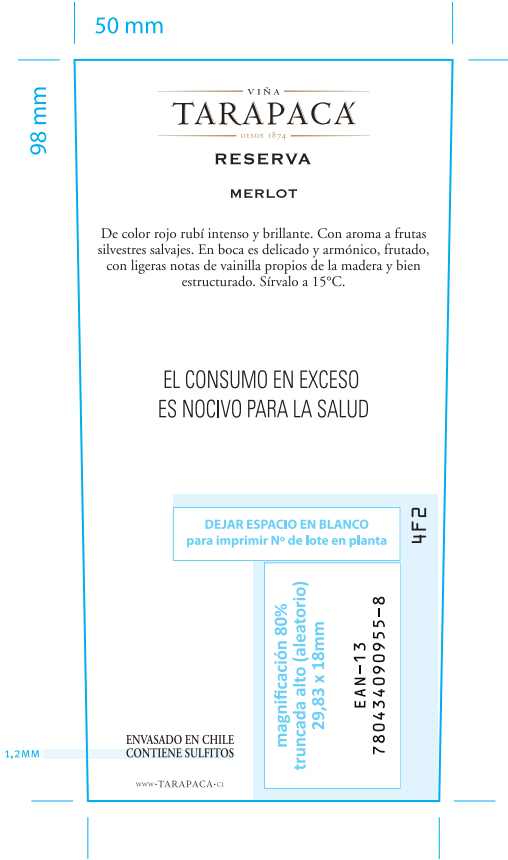 50 mm
98 mm
VIÑA
TARAPACÁ
DESDE 1874
RESERVA
MERLOT
De color rojo rubí intenso y brillante. Con aroma a frutas
silvestres salvajes. En boca es delicado y armónico, frutado,
con ligeras notas de vainilla propios de la madera y bien
estructurado. Sírvalo a 15°C.
EL CONSUMO EN EXCESO
ES NOCIVO PARA LA SALUD
DEJAR ESPACIO EN BLANCO
para imprimir Nº de lote en planta
4F2
magnificación 80%
truncada alto (aleatorio)
29,83 x 18mm
EAN-13
780434090955-8
ENVASADO EN CHILE
CONTIENE SULFITOS
1,2MM
WWW•TARAPACA•CL